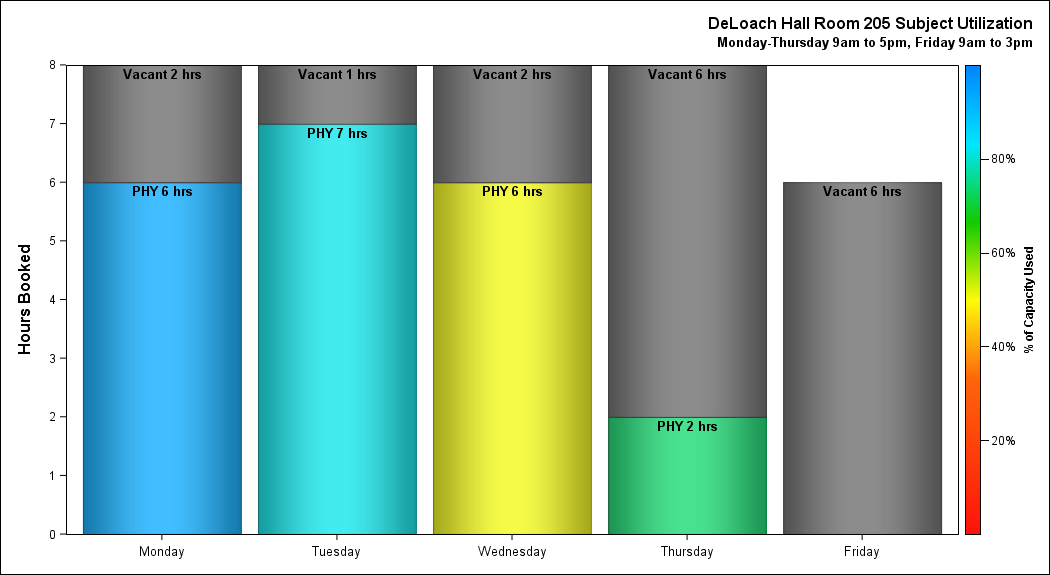 DeLoach Hall Room 205 Subject Utilization
Monday-Thursday 9am to 5pm, Friday 9am to 3pm
Hours Booked
8
7
6
5
4
3
2
1
0
Vacant 2 hrs
PHY 6 hrs
Vacant 1 hrs
PHY 7 hrs
Vacant 2 hrs
PHY 6 hrs
Vacant 6 hrs
PHY 2 hrs
Vacant 6 hrs
Monday
Tuesday
Wednesday
Thursday
Friday
80%
60%
40%
20%
% of Capacity Used